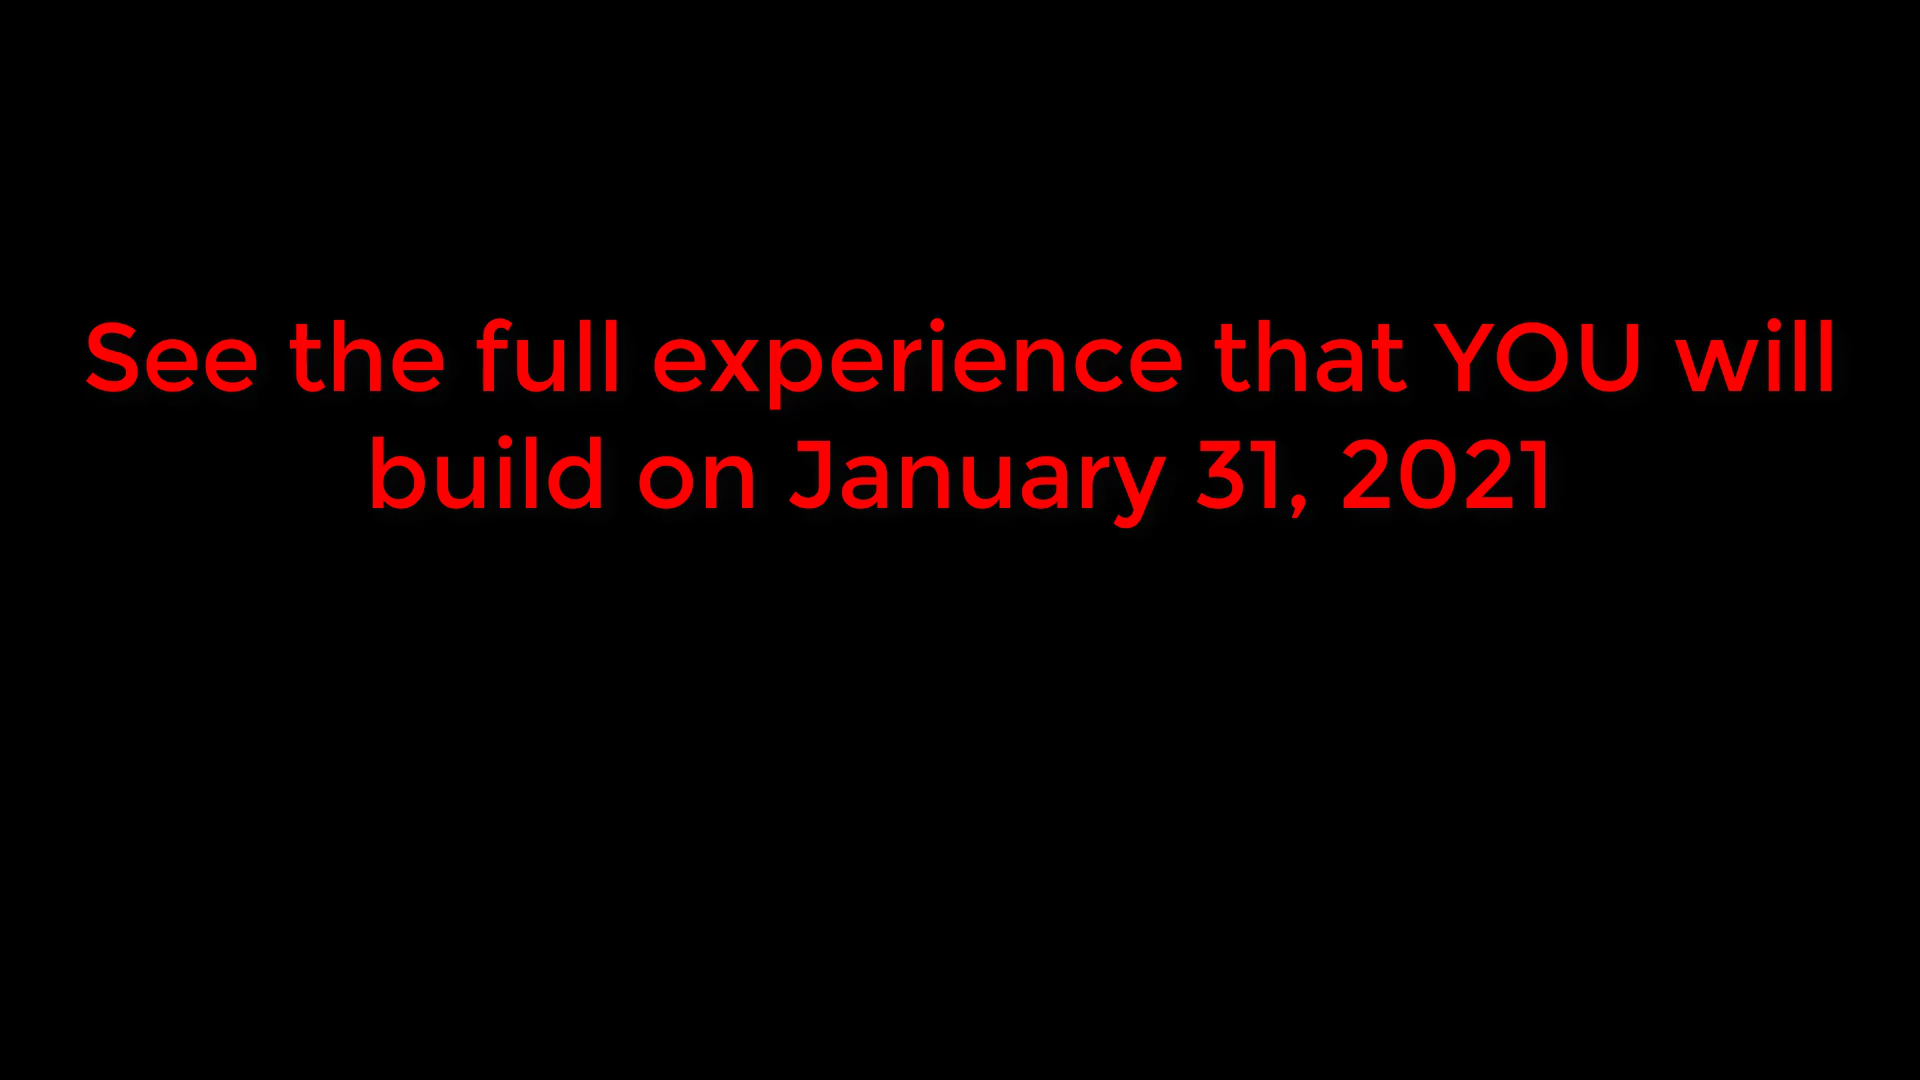 See the full experience that YOU will
build on January 31, 2021